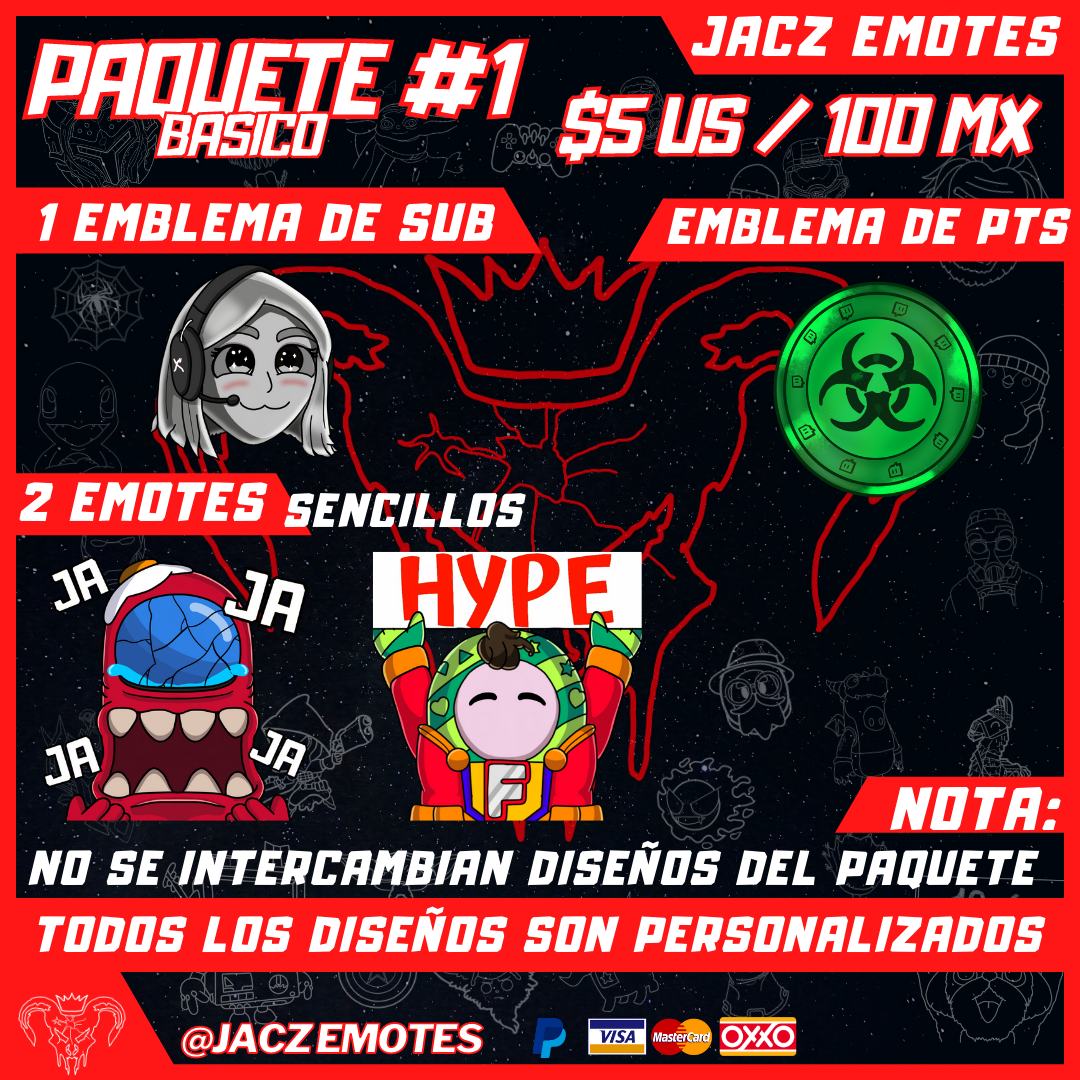 JACZ EMOTES
PAQUETE #1
BASICO
$5 US / 100 MX
1 EMBLEMA DE SUB
EMBLEMA DE PTS
2 EMOTES SENCILLOS
JA
JA
JA
JA
HYPE
F
NOTA:
NO SE INTERCAMBIAN DISEÑOS DEL PAQUETE
TODOS LOS DISEÑOS SON PERSONALIZADOS
@JACZ EMOTES
VISA
MasterCard
OXXO